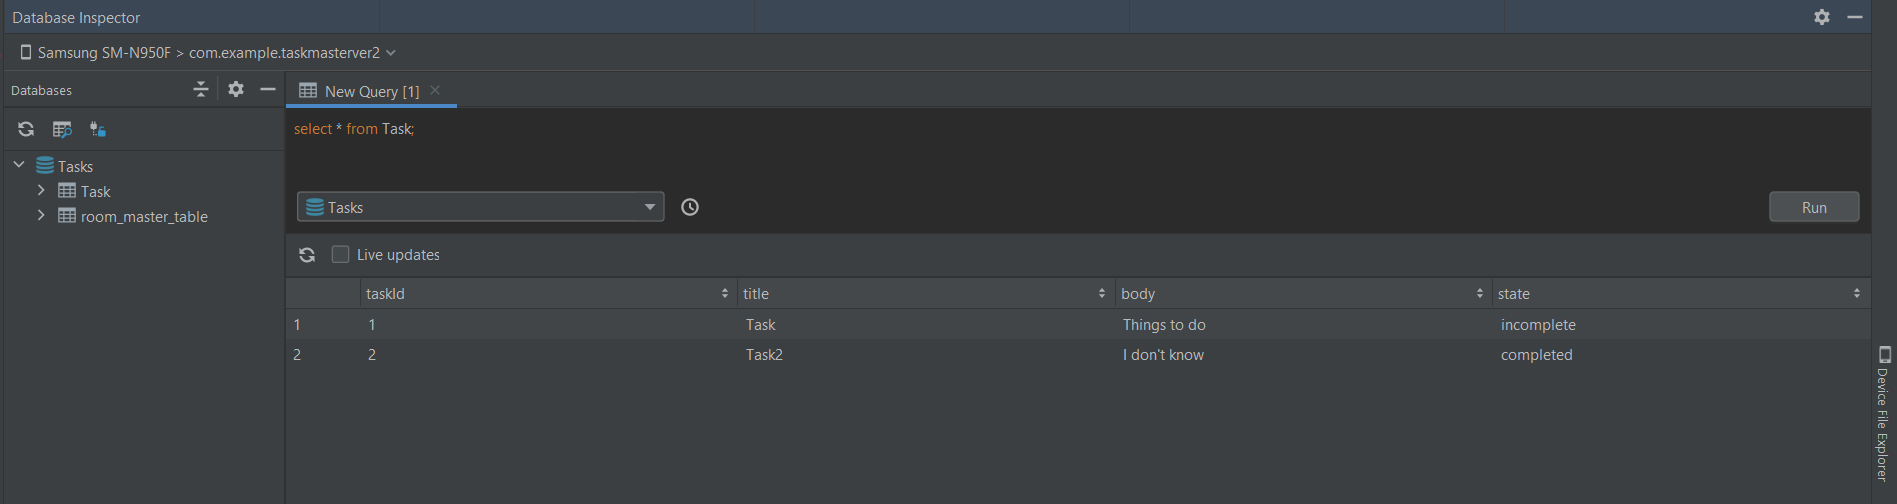 Database Inspector
Samsung SM-N950F > com.example.taskmasterver2
Databases
New Query [1]
select * from Task;
Tasks
Task
room_master_table
Tasks
Run
Live updates
taskId title body state
1 1 Task Things to do incomplete
2 2 Task2 I don't know completed
Device File Explorer